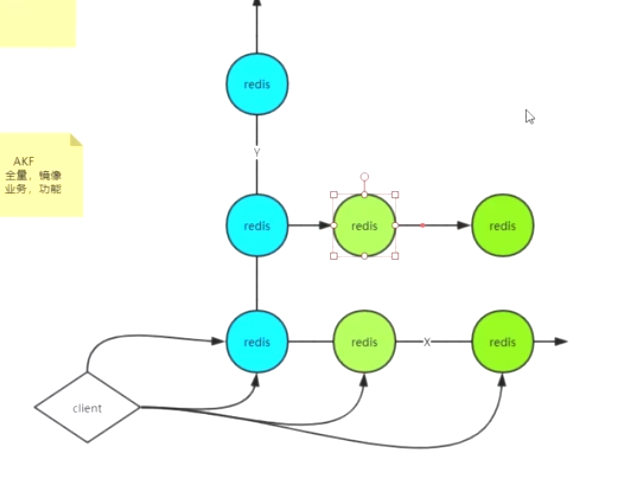 redis
Y
AKF
全量，镜像
业务，功能
redis
redis
redis
redis
redis
X
redis
client